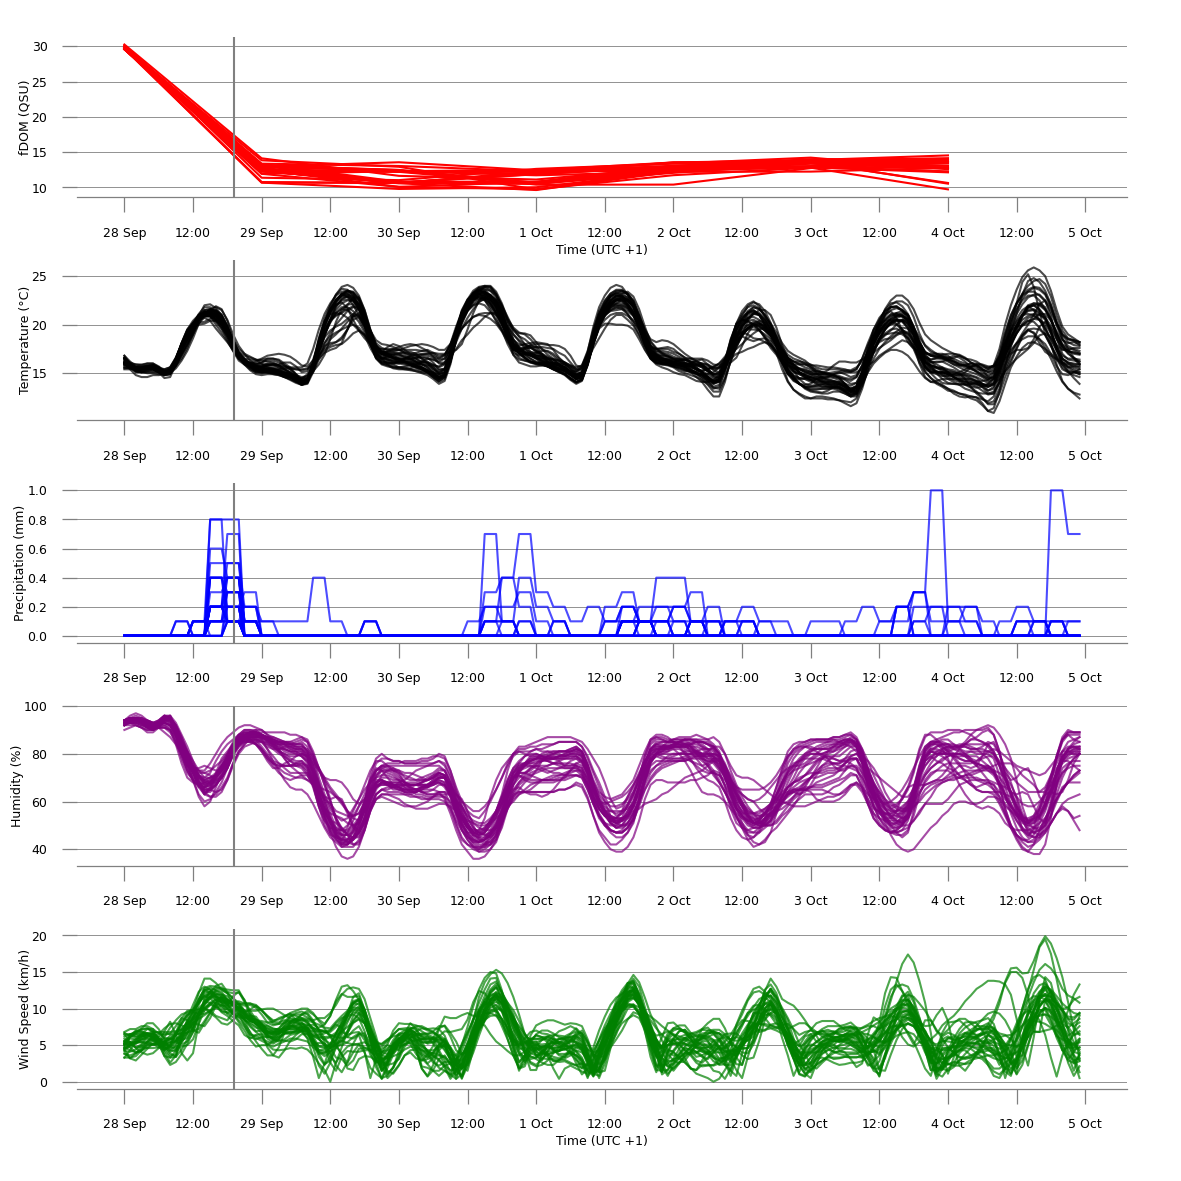 fDOM (QSU)
30
25
20
15
10
28 Sep 12:00 29 Sep 12:00 30 Sep 12:00 1 Oct 12:00 2 Oct 12:00 3 Oct 12:00 4 Oct 12:00 5 Oct
Time (UTC +1)
Temperature (°C)
25
20
15
28 Sep 12:00 29 Sep 12:00 30 Sep 12:00 1 Oct 12:00 2 Oct 12:00 3 Oct 12:00 4 Oct 12:00 5 Oct
Precipitation (mm)
1.0
0.8
0.6
0.4
0.2
0.0
28 Sep 12:00 29 Sep 12:00 30 Sep 12:00 1 Oct 12:00 2 Oct 12:00 3 Oct 12:00 4 Oct 12:00 5 Oct
Humidity (%)
100
80
60
40
28 Sep 12:00 29 Sep 12:00 30 Sep 12:00 1 Oct 12:00 2 Oct 12:00 3 Oct 12:00 4 Oct 12:00 5 Oct
Wind Speed (km/h)
20
15
10
5
0
28 Sep 12:00 29 Sep 12:00 30 Sep 12:00 1 Oct 12:00 2 Oct 12:00 3 Oct 12:00 4 Oct 12:00 5 Oct
Time (UTC +1)